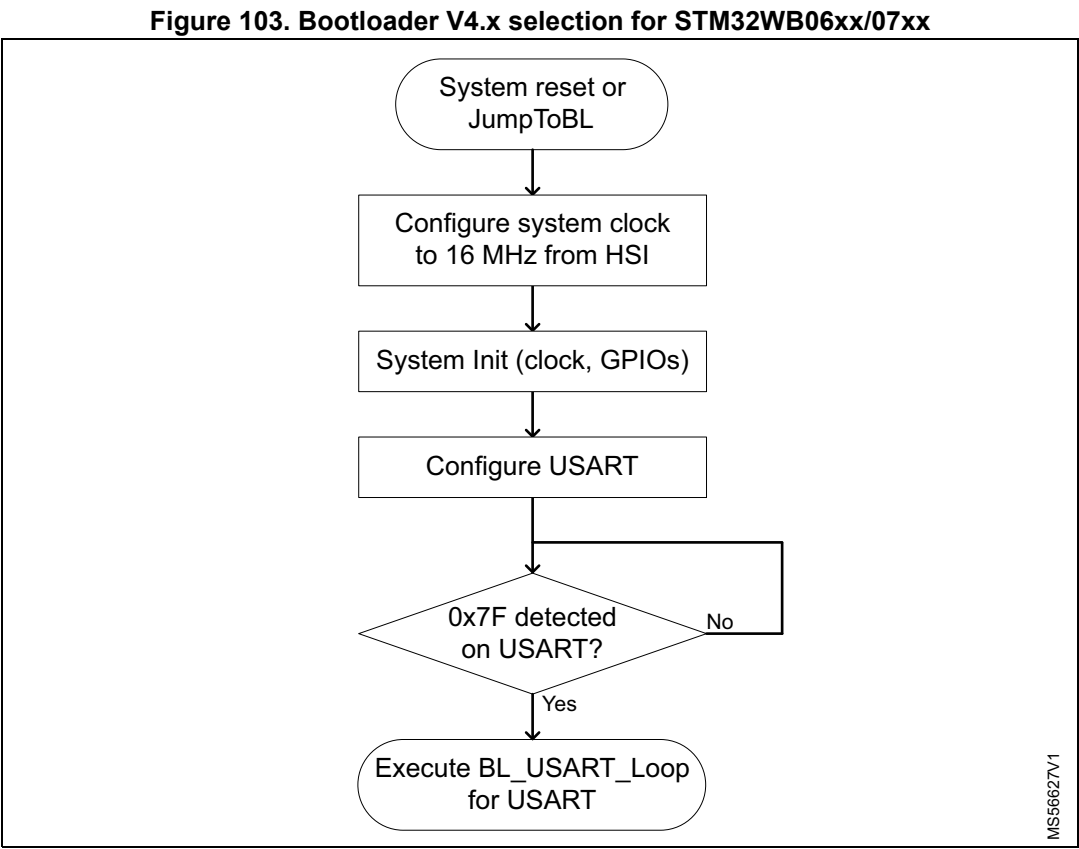 Figure 103. Bootloader V4.x selection for STM32WB06xx/07xx
System reset or
JumpToBL
Configure system clock
to 16 MHz from HSI
System Init (clock, GPIOs)
Configure USART
0x7F detected
on USART?
No
Yes
Execute BL_USART_Loop
for USART
MS56627V1